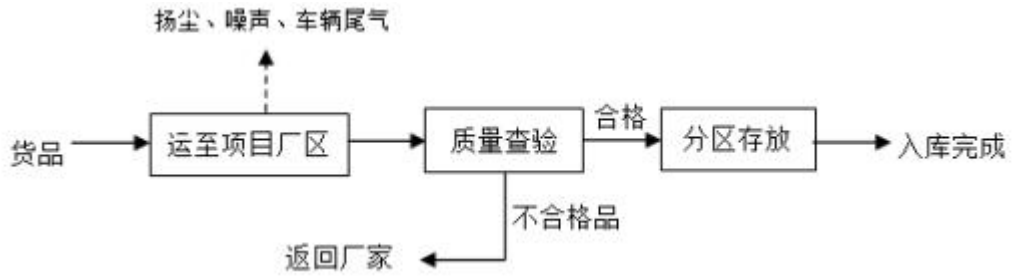 扬尘、噪声、车辆尾气
货品
运至项目厂区
质量查验
合格
分区存放
入库完成
不合格品
返回厂家